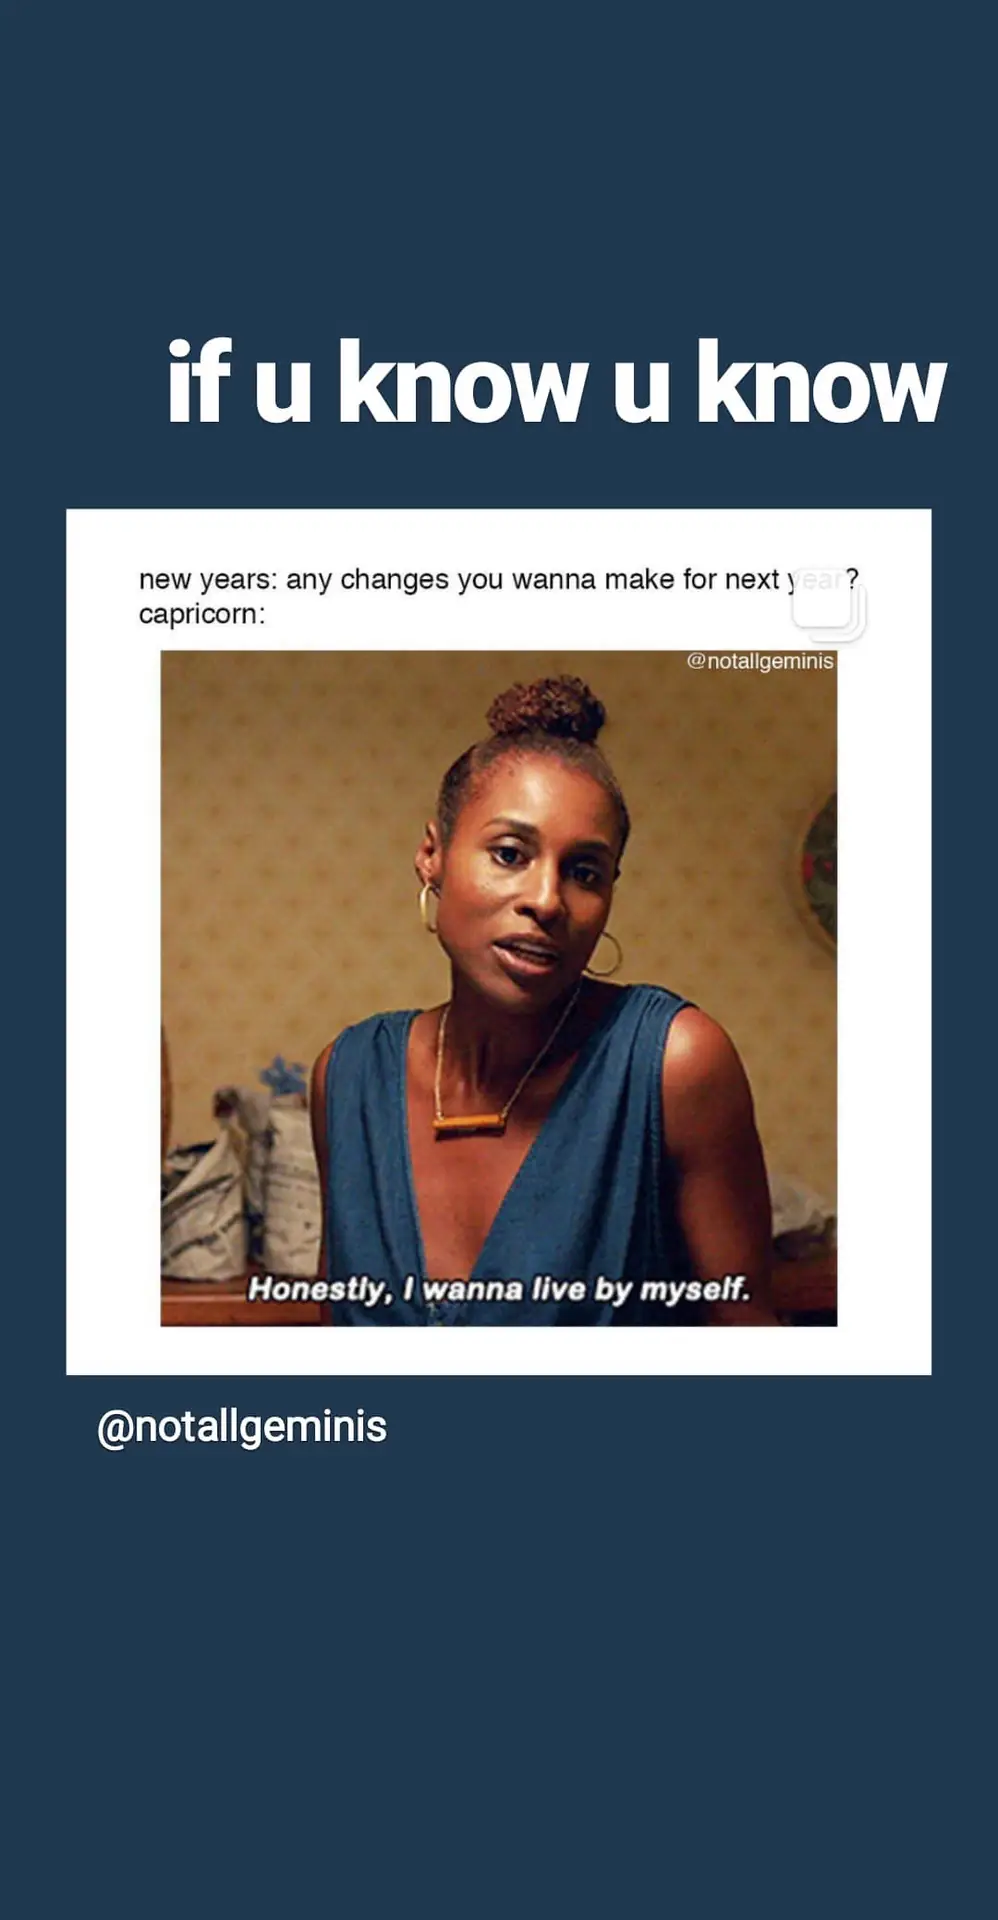 if u know u know
new years: any changes you wanna make for next year?
capricorn:
@notallgeminis
Honestly, I wanna live by myself.
@notallgeminis